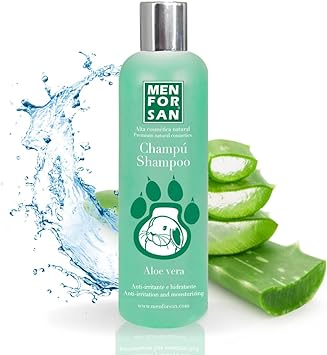 MEN
FOR
SAN
Alta cosmética natural
Premium natural cosmetics
Champú
Shampoo
Aloe vera
Anti-irritante e hidratante
Anti-irritation and moisturizing
www.menforsan.com